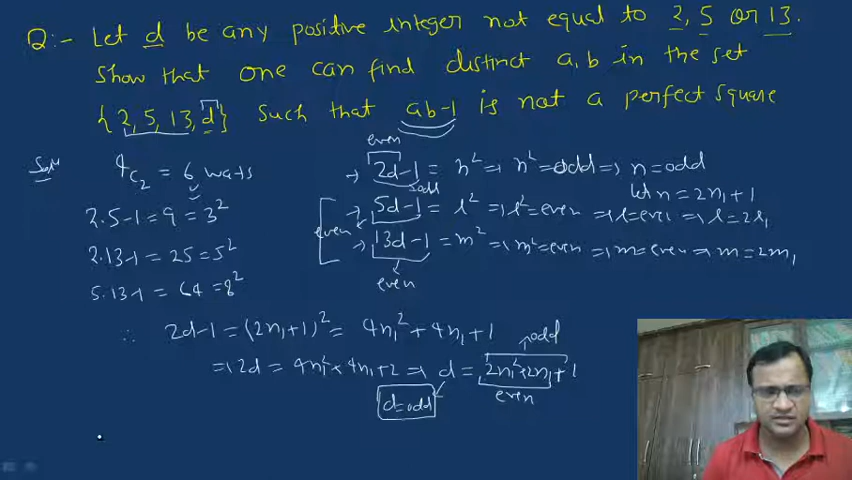 Q:- Let d be any positive integer not equal to 2, 5 or 13.
Show that one can find distinct a, b in the set
{2, 5, 13, d} such that ab-1 is not a perfect square
Solⁿ
⁴C₂ = 6 ways
2.5-1 = 9 = 3²
2.13-1 = 25 = 5²
5.13-1 = 64 = 8²
even
→ 2d-1 = n² ⇒ n² = odd ⇒ n = odd
odd
let n = 2n₁+1
→ 5d-1 = l² ⇒ l² = even ⇒ l = even ⇒ l = 2l₁
even
→ 13d-1 = m² ⇒ m² = even ⇒ m = even ⇒ m = 2m₁
even
∴ 2d-1 = (2n₁+1)² = 4n₁² + 4n₁ + 1
odd
⇒ 2d = 4n₁² + 4n₁ + 2 ⇒ d = 2n₁² + 2n₁ + 1
even
d = odd